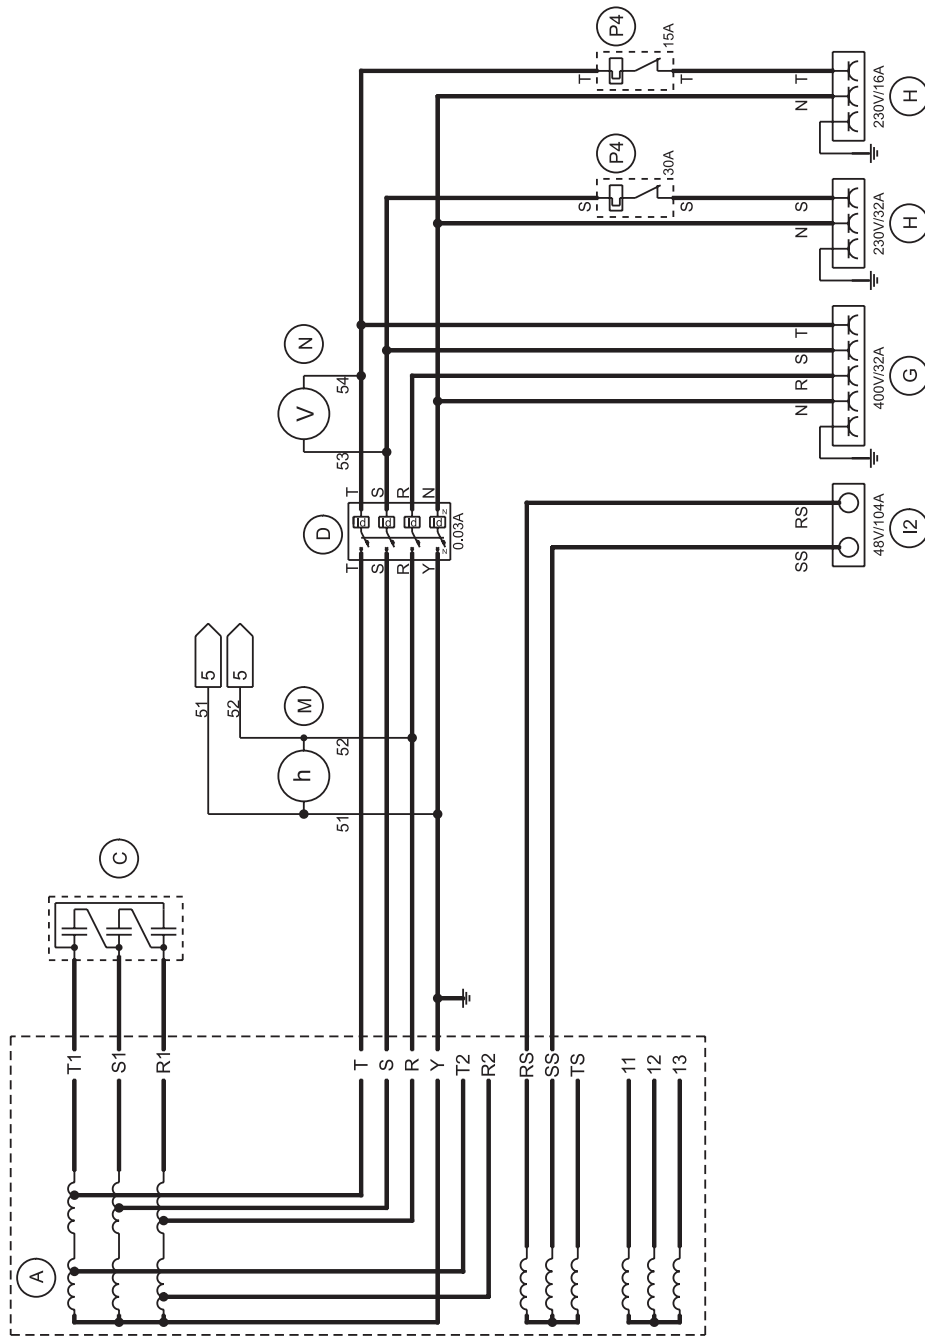 P4
15A
T
T
T
N
230V/16A
H
P4
30A
S
S
S
N
230V/32A
H
N
54
V
53
T
S
R
N
400V/32A
G
T
S
R
N
D
d
d
d
d
N
N
0.03A
T
S
R
Y
RS
SS
48V/104A
I2
5
5
51
52
M
h
52
51
C
T1
S1
R1
T
S
R
Y
T2
R2
RS
SS
TS
11
12
13
A